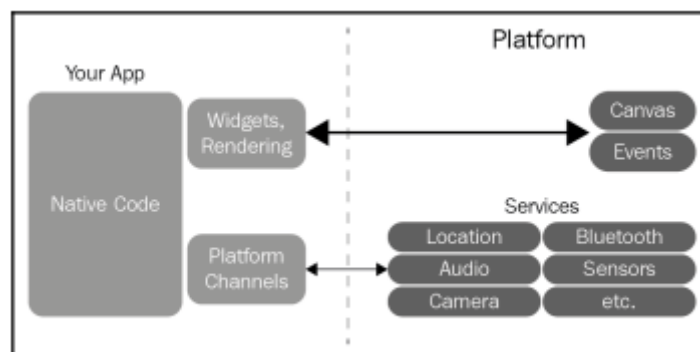 Platform
Your App
Widgets,
Rendering
Canvas
Events
Native Code
Services
Platform
Channels
Location
Bluetooth
Audio
Sensors
Camera
etc.